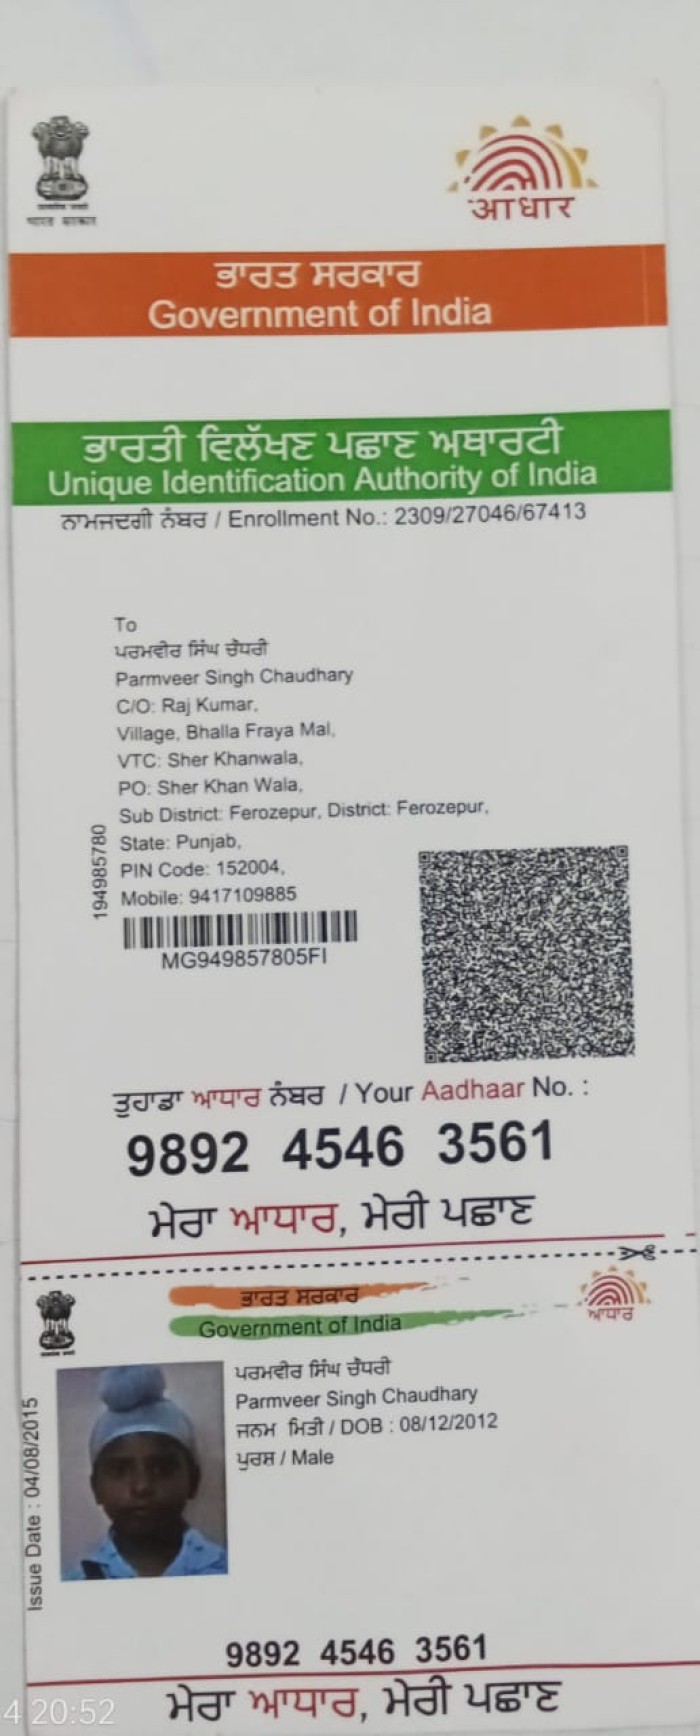 भारत सरकार
आधार
ਭਾਰਤ ਸਰਕਾਰ
Government of India
ਭਾਰਤੀ ਵਿਲੱਖਣ ਪਛਾਣ ਅਥਾਰਟੀ
Unique Identification Authority of India
ਨਾਮਜਦਗੀ ਨੰਬਰ / Enrollment No.: 2309/27046/67413
To
ਪਰਮਵੀਰ ਸਿੰਘ ਚੌਧਰੀ
Parmveer Singh Chaudhary
C/O: Raj Kumar,
Village, Bhalla Fraya Mal,
VTC: Sher Khanwala,
PO: Sher Khan Wala,
Sub District: Ferozepur, District: Ferozepur,
State: Punjab,
PIN Code: 152004,
Mobile: 9417109885
194985780
MG949857805FI
ਤੁਹਾਡਾ ਆਧਾਰ ਨੰਬਰ / Your Aadhaar No. :
9892 4546 3561
ਮੇਰਾ ਆਧਾਰ, ਮੇਰੀ ਪਛਾਣ
ਭਾਰਤ ਸਰਕਾਰ
Government of India
ਆਧਾਰ
ਪਰਮਵੀਰ ਸਿੰਘ ਚੌਧਰੀ
Parmveer Singh Chaudhary
ਜਨਮ ਮਿਤੀ / DOB : 08/12/2012
ਪੁਰਸ਼ / Male
Issue Date : 04/08/2015
9892 4546 3561
ਮੇਰਾ ਆਧਾਰ, ਮੇਰੀ ਪਛਾਣ
4 20:52